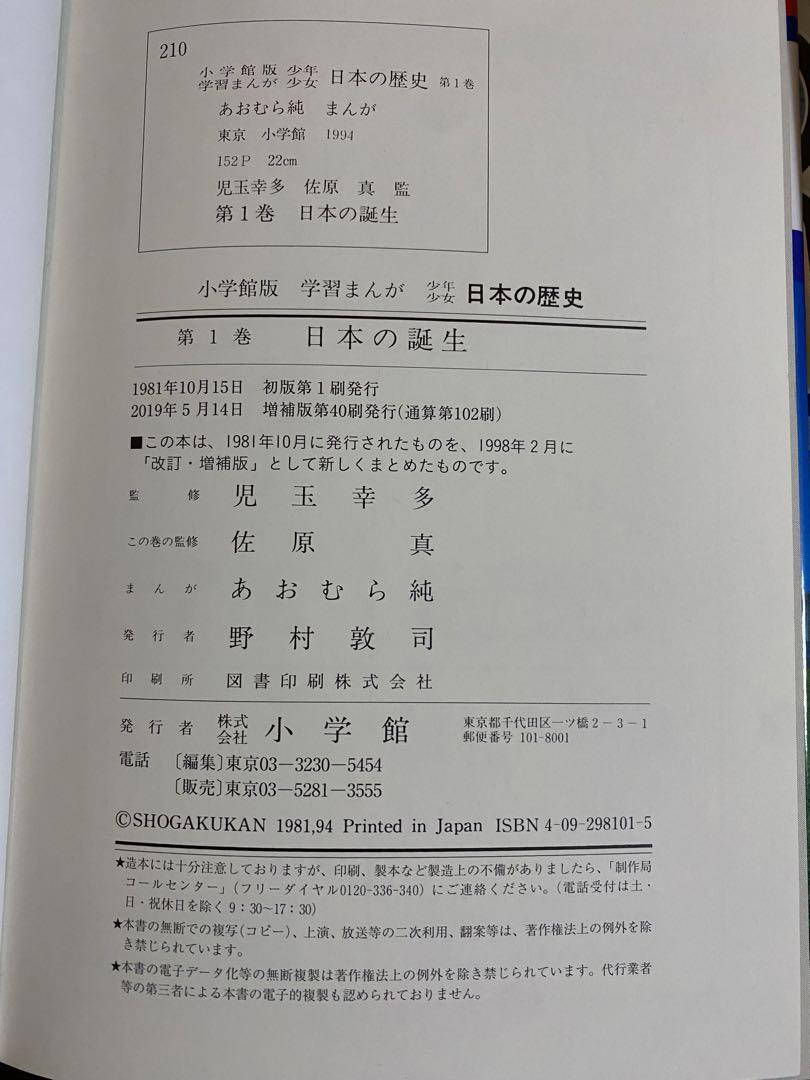 210
小学館版 少年少女
学習まんが 日本の歴史 第1巻
あおむら純 まんが
東京 小学館 1994
152P 22cm
児玉幸多 佐原 真 監
第1巻 日本の誕生
小学館版 学習まんが 少年少女 日本の歴史
第1巻 日本の誕生
1981年10月15日 初版第1刷発行
2019年5月14日 増補版第40刷発行(通算第102刷)
■この本は、1981年10月に発行されたものを、1998年2月に
「改訂・増補版」として新しくまとめたものです。
監修 児玉幸多
この巻の監修 佐原 真
まんが あおむら純
発行者 野村敦司
印刷所 図書印刷株式会社
発行者 株式会社 小学館 東京都千代田区一ツ橋2-3-1
郵便番号 101-8001
電話 〔編集〕東京03-3230-5454
〔販売〕東京03-5281-3555
©SHOGAKUKAN 1981,94 Printed in Japan ISBN 4-09-298101-5
★造本には十分注意しておりますが、印刷、製本など製造上の不備がありましたら、「制作局
コールセンター」(フリーダイヤル0120-336-340)にご連絡ください。(電話受付は土・
日・祝休日を除く9:30〜17:30)
★本書の無断での複写(コピー)、上演、放送等の二次利用、翻案等は、著作権法上の例外を除
き禁じられています。
★本書の電子データ化等の無断複製は著作権法上の例外を除き禁じられています。代行業者
等の第三者による本書の電子的複製も認められておりません。